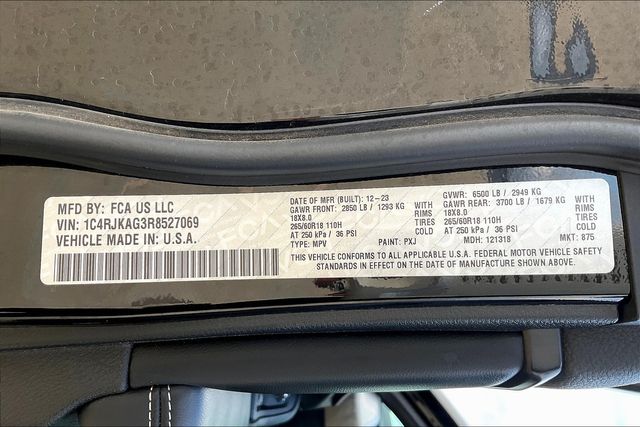 MFD BY: FCA US LLC
VIN: 1C4RJKAG3R8527069
VEHICLE MADE IN: U.S.A.
DATE OF MFR (BUILT): 12-23 GVWR: 6500 LB / 2949 KG
GAWR FRONT: 2850 LB / 1293 KG WITH GAWR REAR: 3700 LB / 1679 KG WITH
18X8.0 RIMS 18X8.0 RIMS
265/60R18 110H TIRES 265/60R18 110H TIRES
AT 250 kPa / 36 PSI COLD AT 250 kPa / 36 PSI COLD
TYPE: MPV PAINT: PXJ MDH: 121318 MKT: 875
THIS VEHICLE CONFORMS TO ALL APPLICABLE U.S.A. FEDERAL MOTOR VEHICLE SAFETY
STANDARDS IN EFFECT ON THE DATE OF MANUFACTURE SHOWN ABOVE.